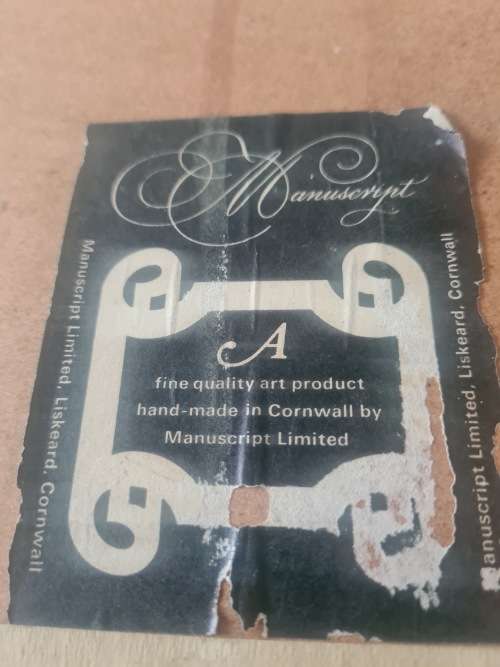 Manuscript
A
fine quality art product
hand-made in Cornwall by
Manuscript Limited
Manuscript Limited, Liskeard, Cornwall
anuscript Limited, Liskeard, Cornwall